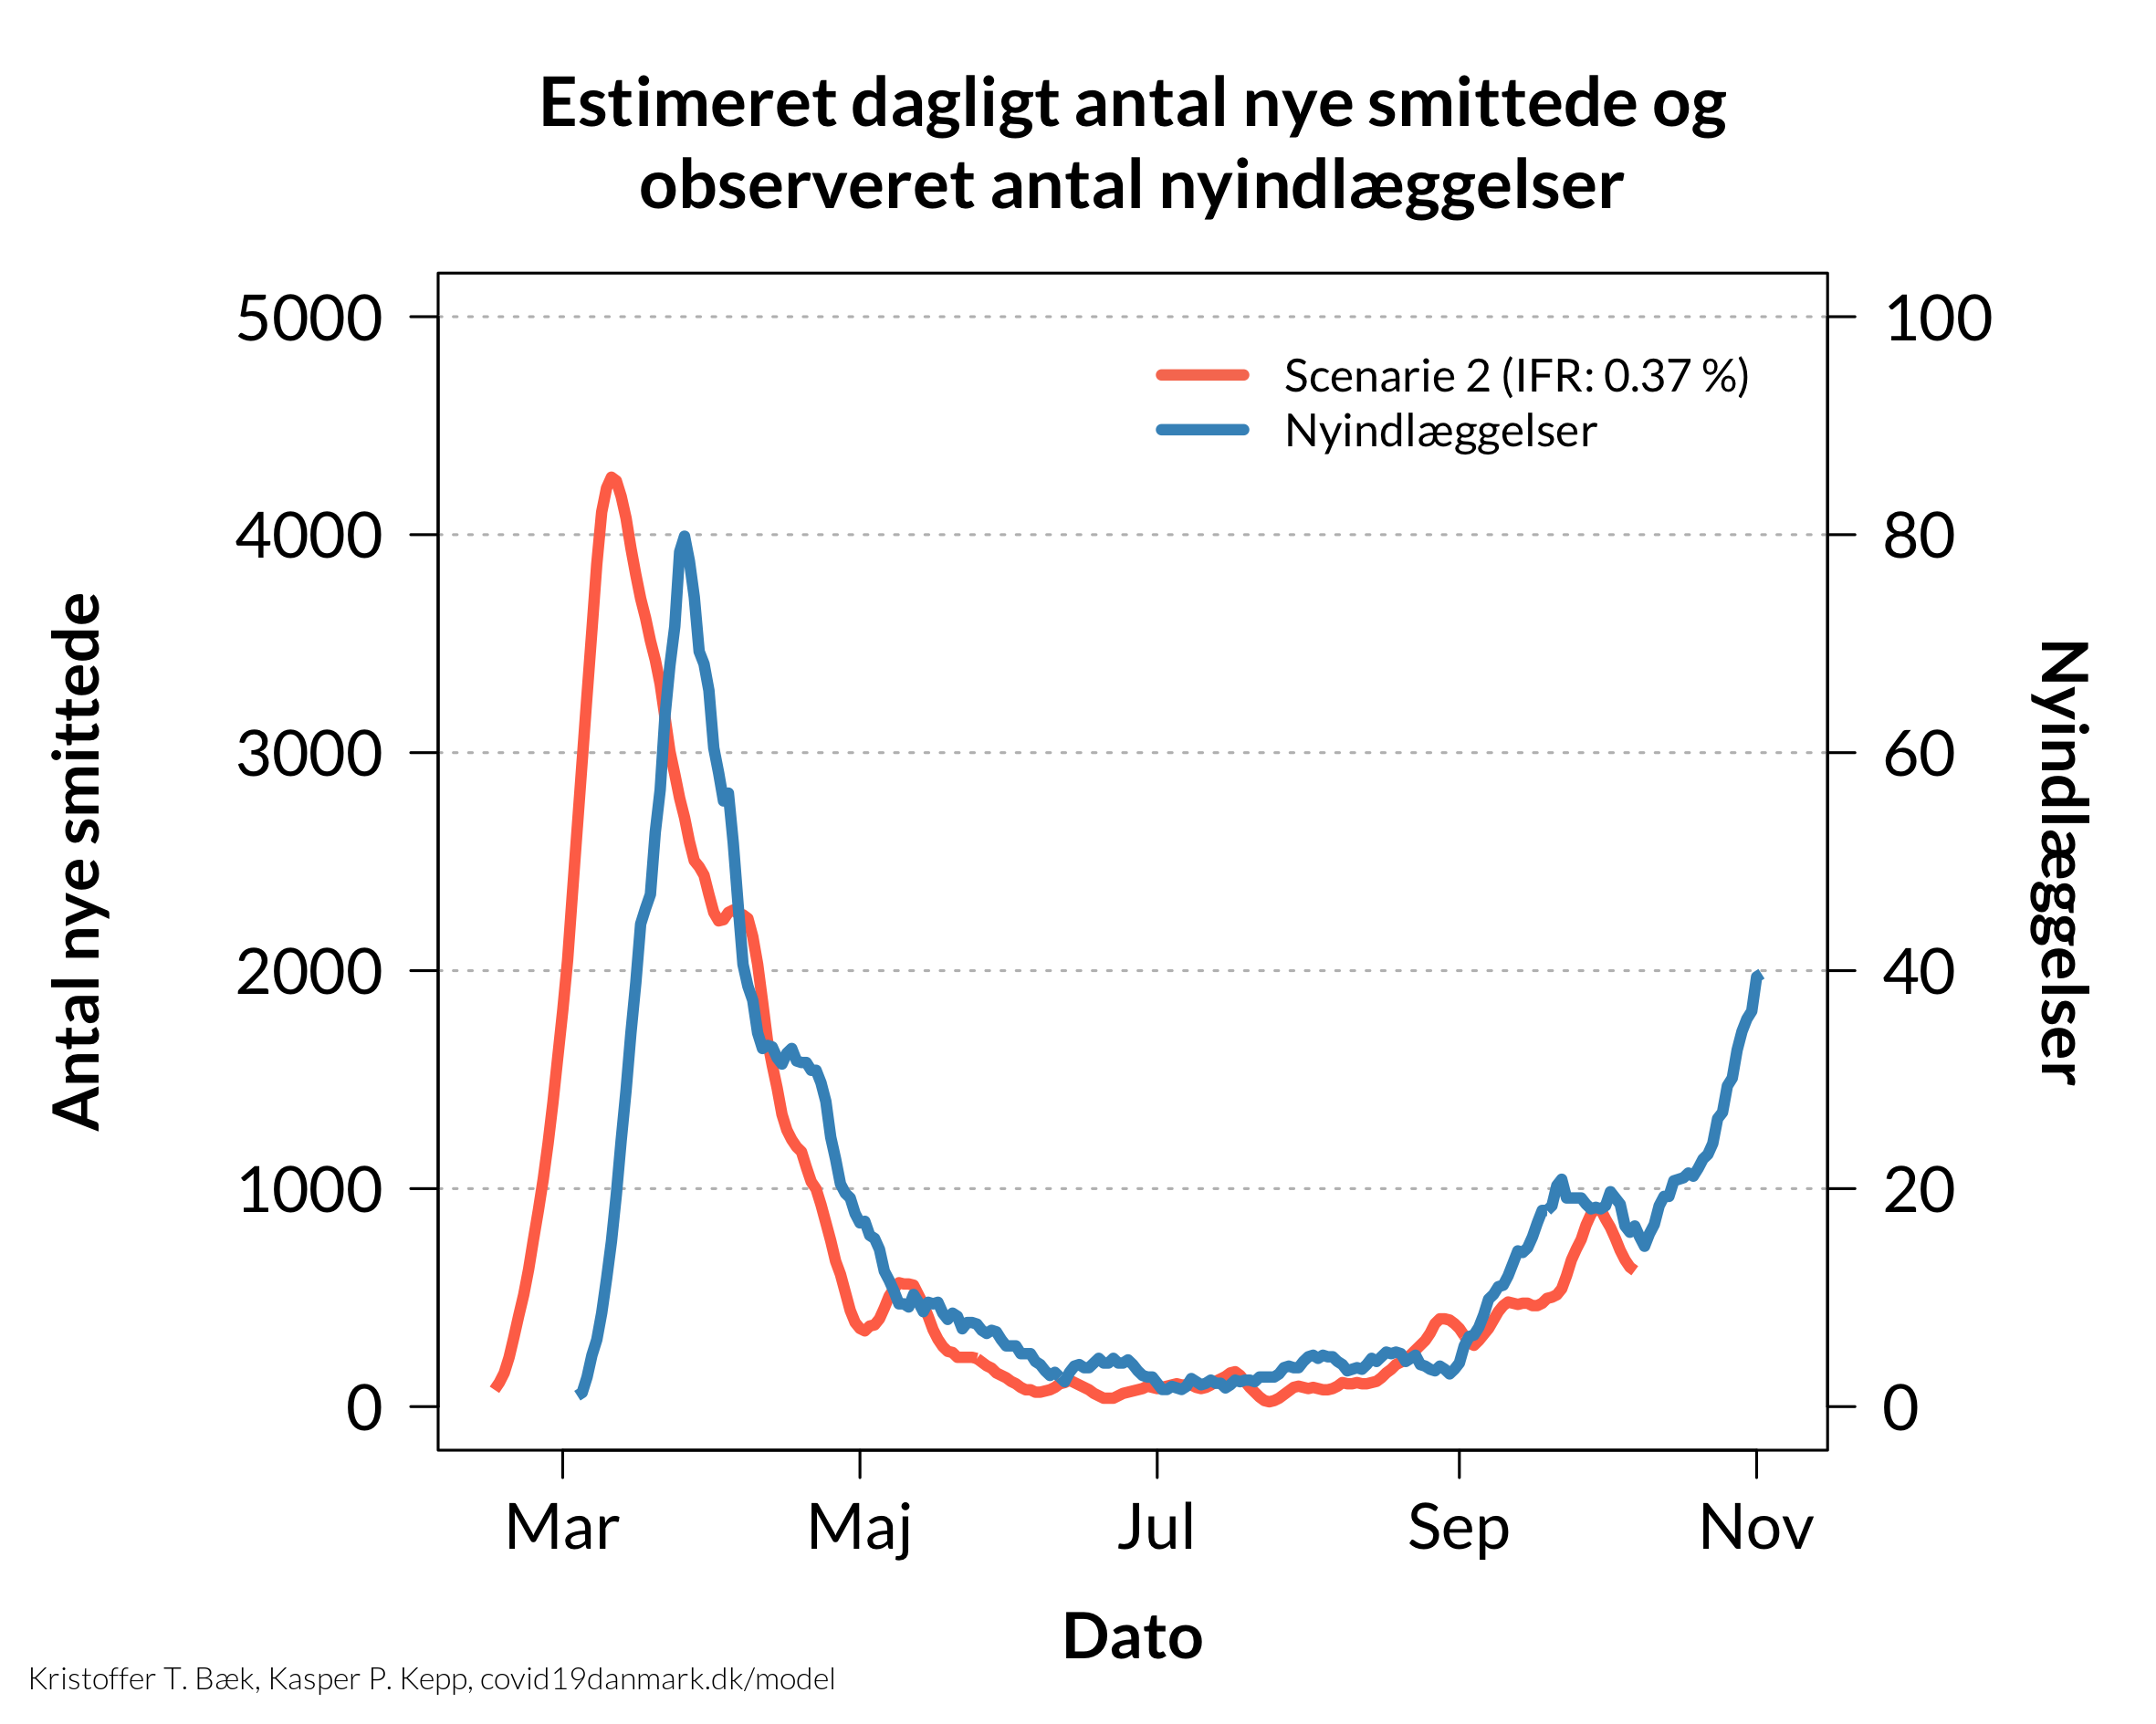 Estimeret dagligt antal nye smittede og
observeret antal nyindlæggelser
5000
4000
3000
2000
1000
0
Antal nye smittede
Scenarie 2 (IFR: 0.37 %)
Nyindlæggelser
100
80
60
40
20
0
Nyindlæggelser
Mar
Maj
Jul
Sep
Nov
Dato
Kristoffer T. Bæk, Kasper P. Kepp, covid19danmark.dk/model